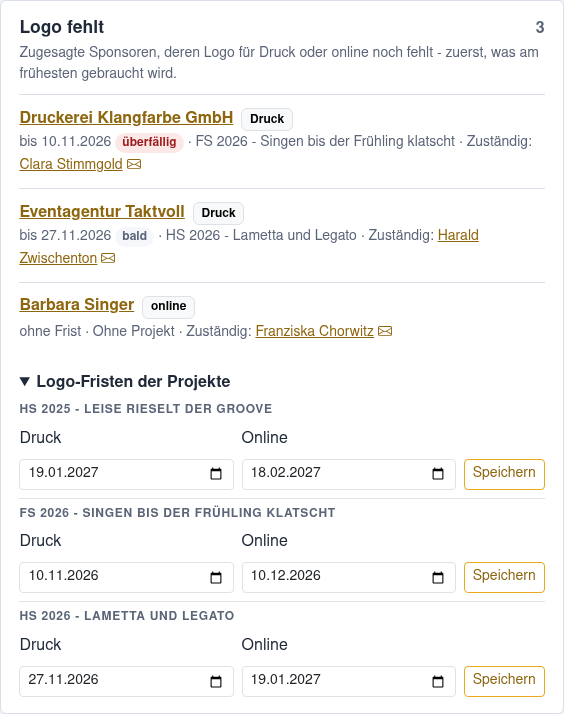 Logo fehlt 3
Zugesagte Sponsoren, deren Logo für Druck oder online noch fehlt - zuerst, was am
frühesten gebraucht wird.
Druckerei Klangfarbe GmbH Druck
bis 10.11.2026 überfällig · FS 2026 - Singen bis der Frühling klatscht · Zuständig:
Clara Stimmgold
Eventagentur Taktvoll Druck
bis 27.11.2026 bald · HS 2026 - Lametta und Legato · Zuständig: Harald
Zwischenton
Barbara Singer online
ohne Frist · Ohne Projekt · Zuständig: Franziska Chorwitz
Logo-Fristen der Projekte
HS 2025 - LEISE RIESELT DER GROOVE
Druck Online
19.01.2027 18.02.2027 Speichern
FS 2026 - SINGEN BIS DER FRÜHLING KLATSCHT
Druck Online
10.11.2026 10.12.2026 Speichern
HS 2026 - LAMETTA UND LEGATO
Druck Online
27.11.2026 19.01.2027 Speichern